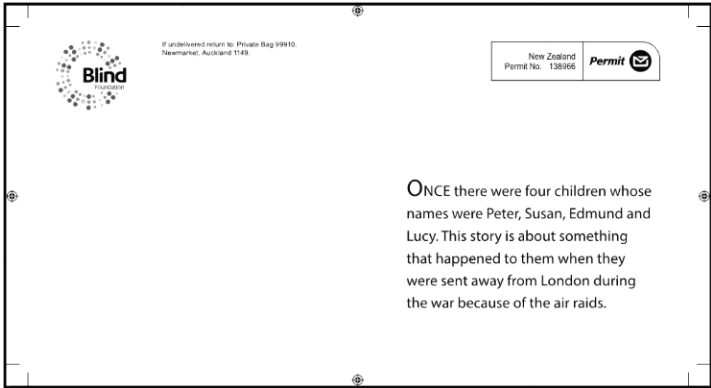 Blind
Foundation
If undelivered return to: Private Bag 99910,
Newmarket, Auckland 1149.
New Zealand
Permit No. 138966
Permit
ONCE there were four children whose
names were Peter, Susan, Edmund and
Lucy. This story is about something
that happened to them when they
were sent away from London during
the war because of the air raids.